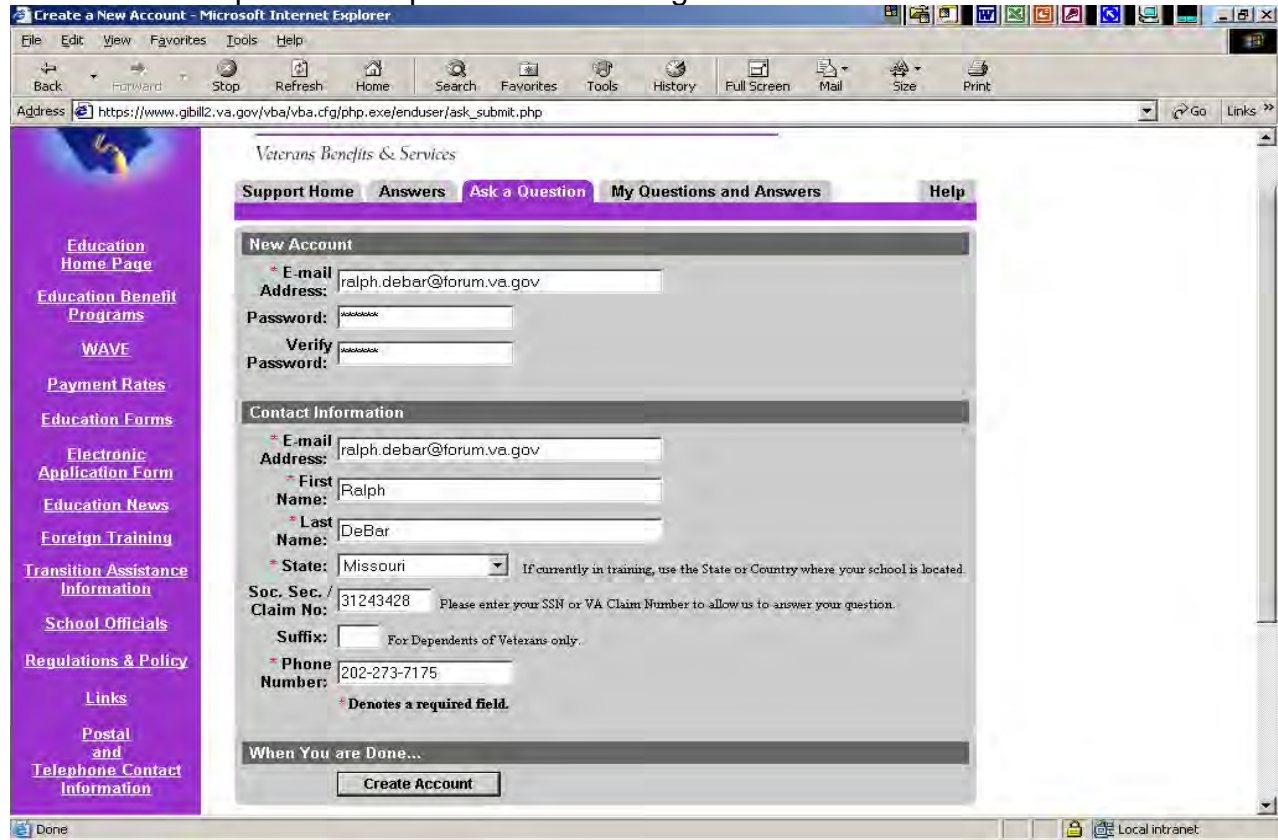 Create a New Account - Microsoft Internet Explorer
File Edit View Favorites Tools Help
Back Forward Stop Refresh Home Search Favorites Tools History Full Screen Mail Size Print
Address https://www.gibill2.va.gov/vba/vba.cfg/php.exe/enduser/ask_submit.php Go Links »
Veterans Benefits & Services
Support Home Answers Ask a Question My Questions and Answers Help
Education
Home Page
Education Benefit
Programs
WAVE
Payment Rates
Education Forms
Electronic
Application Form
Education News
Foreign Training
Transition Assistance
Information
School Officials
Regulations & Policy
Links
Postal
and
Telephone Contact
Information
New Account
* E-mail
Address: ralph.debar@forum.va.gov
Password: *******
Verify
Password: *******
Contact Information
* E-mail
Address: ralph.debar@forum.va.gov
* First
Name: Ralph
* Last
Name: DeBar
* State: Missouri If currently in training, use the State or Country where your school is located.
Soc. Sec. /
Claim No: 31243428 Please enter your SSN or VA Claim Number to allow us to answer your question.
Suffix: For Dependents of Veterans only.
* Phone
Number: 202-273-7175
* Denotes a required field.
When You are Done...
Create Account
Done Local intranet